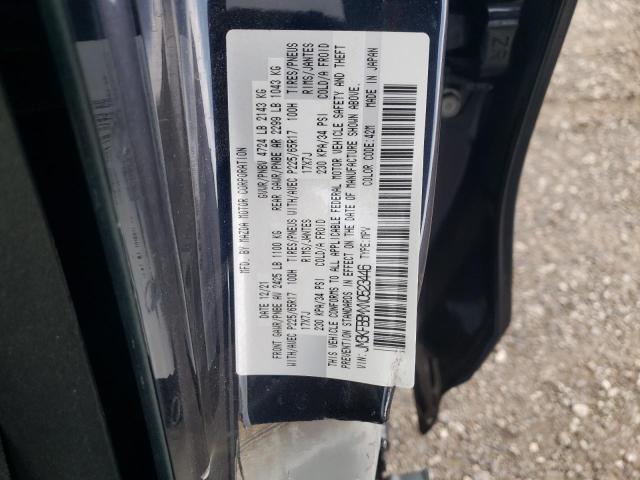 MFD. BY MAZDA MOTOR CORPORATION
DATE: 12/21 GVWR/PNBV 4724 LB 2143 KG
FRONT GAWR/PNBE AV 2425 LB 1100 KG REAR GAWR/PNBE AR 2299 LB 1043 KG
WITH/AVEC P225/65R17 100H TIRES/PNEUS WITH/AVEC P225/65R17 100H TIRES/PNEUS
17X7J RIMS/JANTES 17X7J RIMS/JANTES
230 KPA/34 PSI COLD/A FROID 230 KPA/34 PSI COLD/A FROID
THIS VEHICLE CONFORMS TO ALL APPLICABLE FEDERAL MOTOR VEHICLE SAFETY AND THEFT
PREVENTION STANDARDS IN EFFECT ON THE DATE OF MANUFACTURE SHOWN ABOVE.
COLOR CODE: 42M MADE IN JAPAN
VIN: TYPE: MPV